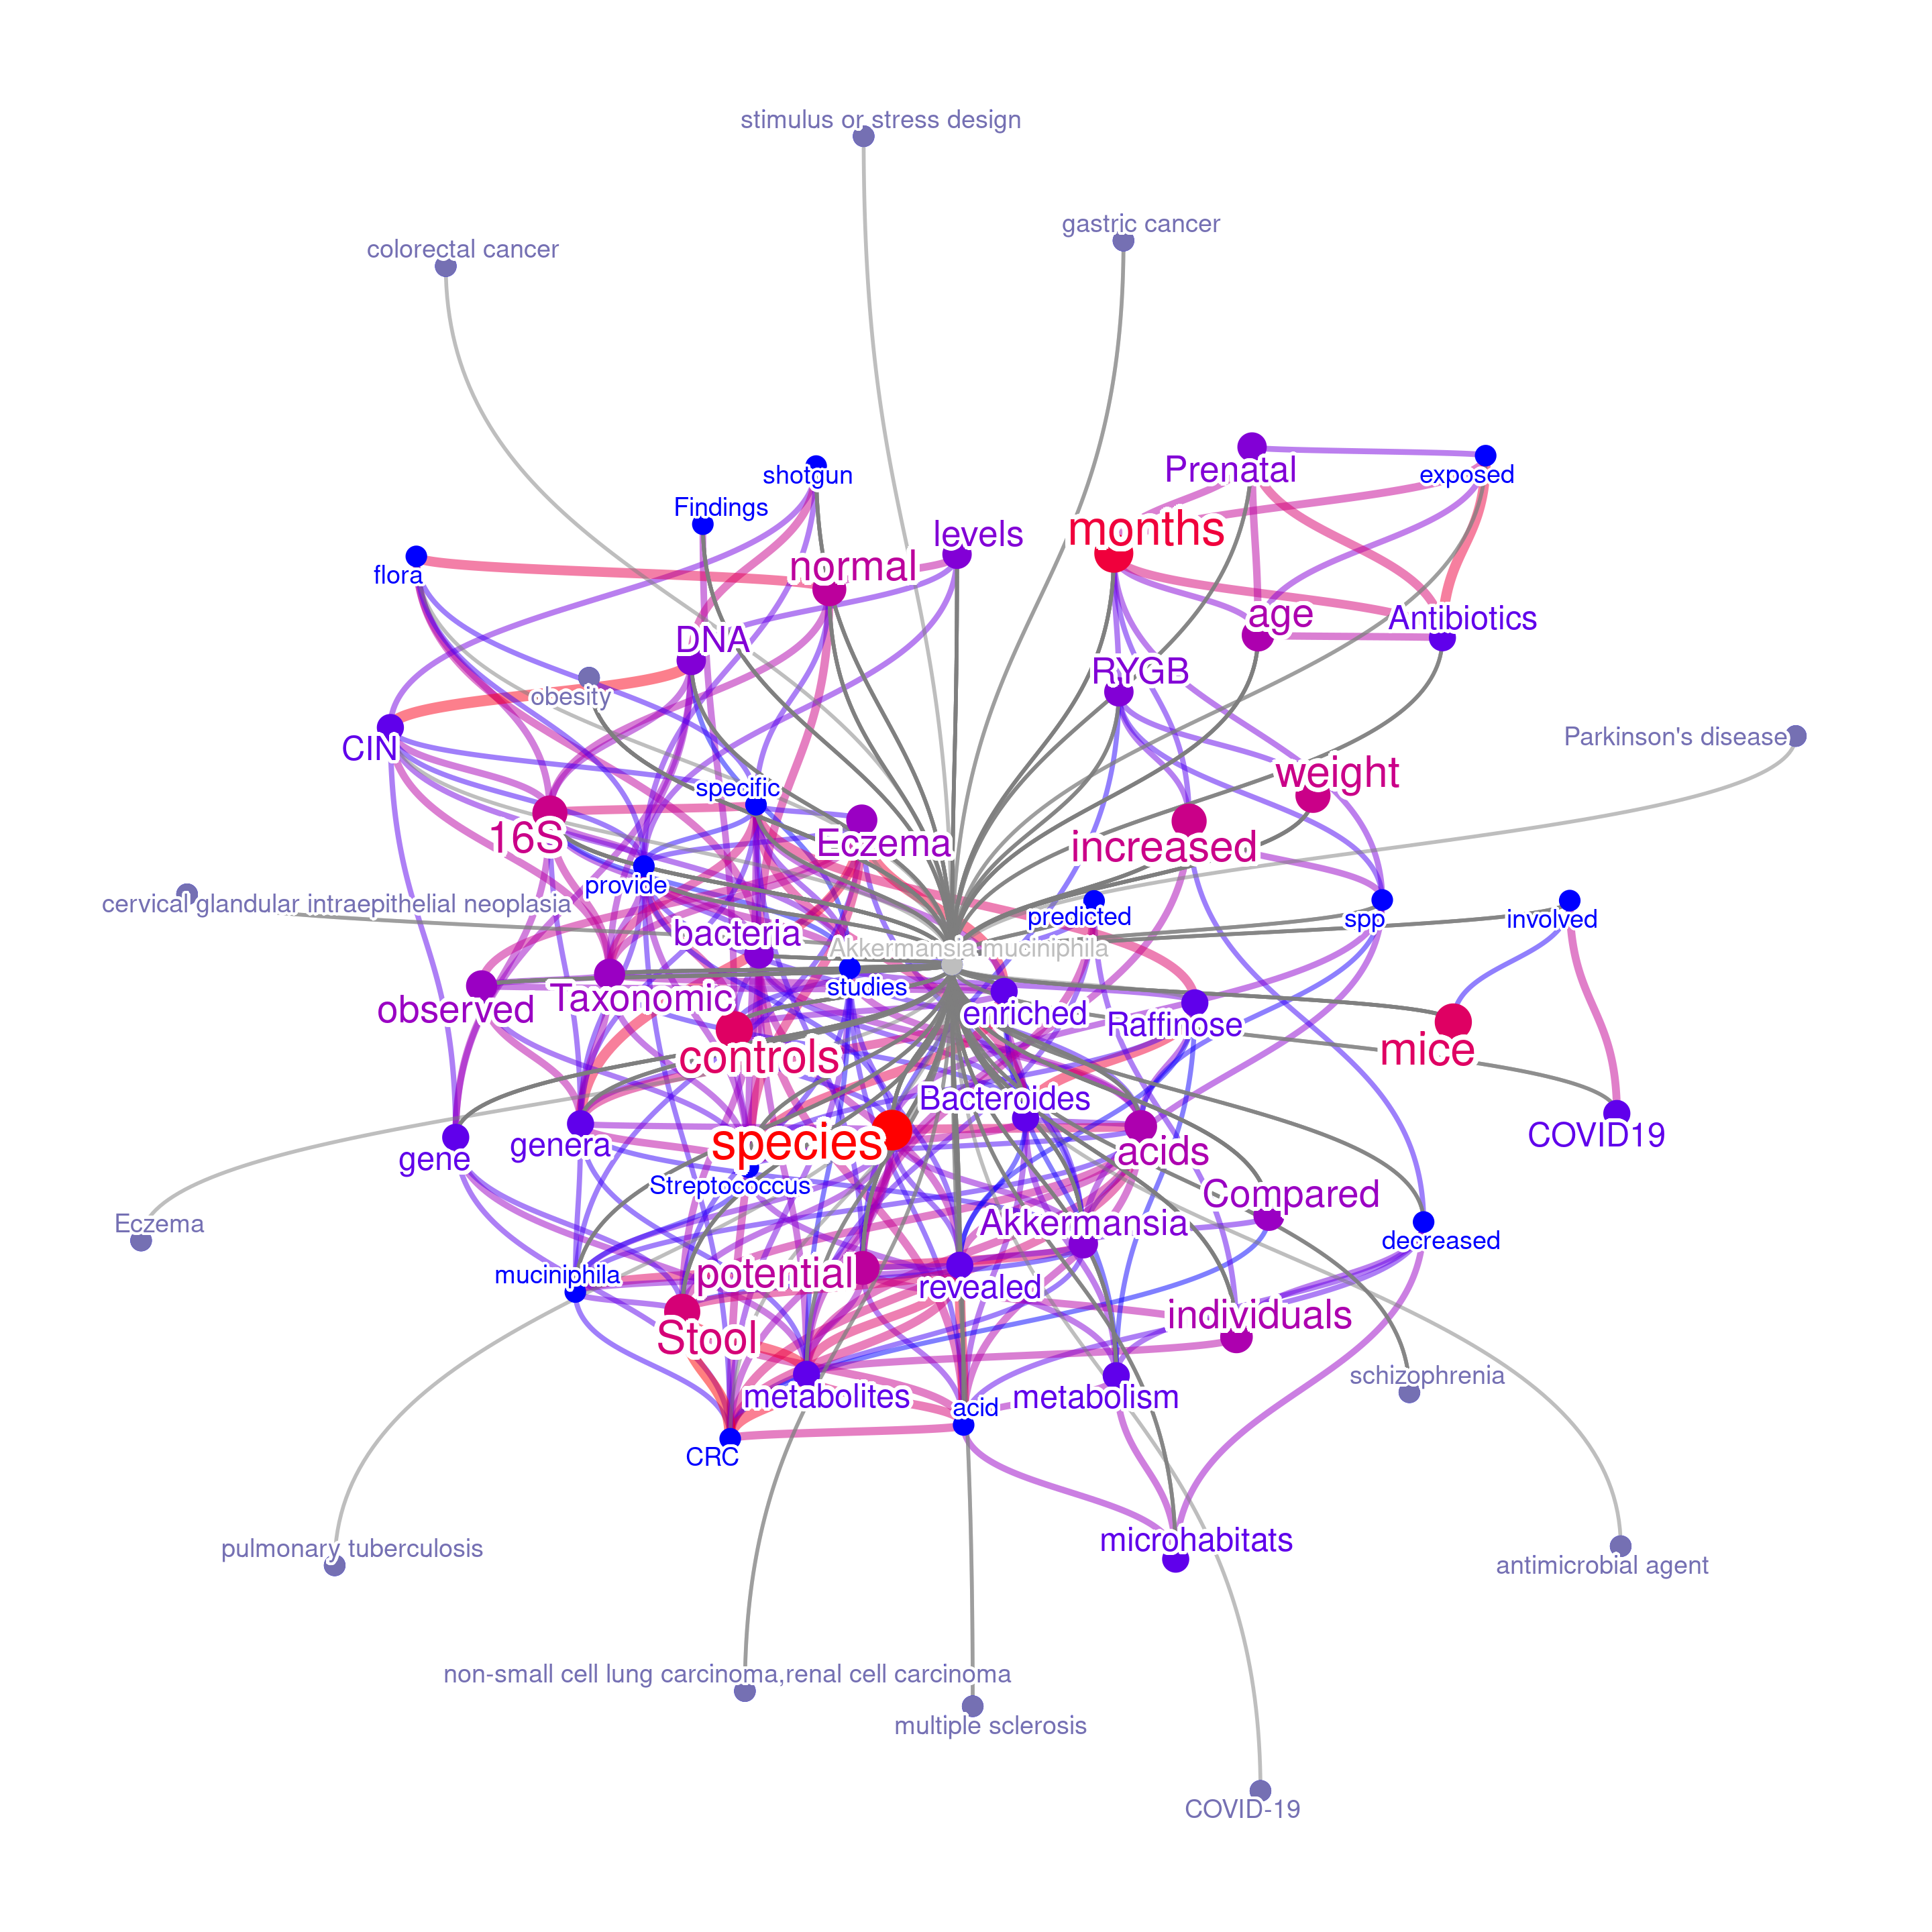 stimulus or stress design
gastric cancer
colorectal cancer
Prenatal
shotgun
exposed
Findings
months
levels
normal
flora
age
Antibiotics
DNA
RYGB
obesity
Parkinson's disease
CIN
weight
specific
16S
Eczema
increased
provide
cervical glandular intraepithelial neoplasia
predicted
spp
involved
bacteria
Akkermansia muciniphila
studies
Taxonomic
observed
enriched
Raffinose
controls
mice
Bacteroides
COVID19
species
genera
gene
acids
Streptococcus
Compared
Eczema
Akkermansia
decreased
muciniphila
potential
revealed
individuals
Stool
schizophrenia
metabolites
metabolism
acid
CRC
microhabitats
pulmonary tuberculosis
antimicrobial agent
non-small cell lung carcinoma,renal cell carcinoma
multiple sclerosis
COVID-19